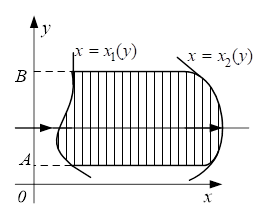 y
x = x₁(y)
x = x₂(y)
B
A
0
x